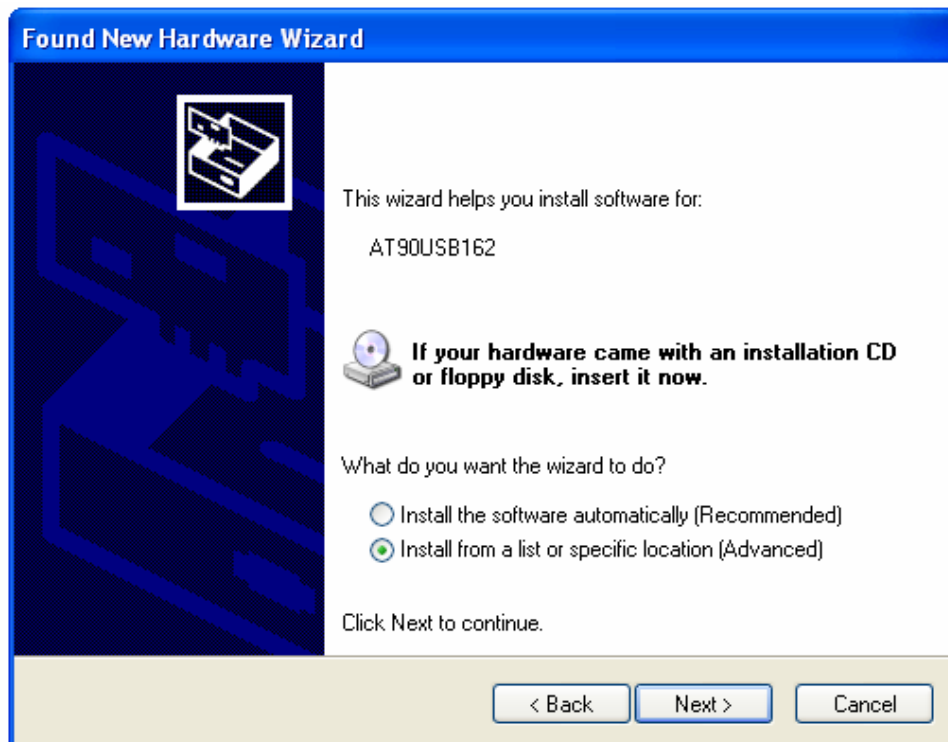 Found New Hardware Wizard
This wizard helps you install software for:
AT90USB162
If your hardware came with an installation CD
or floppy disk, insert it now.
What do you want the wizard to do?
Install the software automatically (Recommended)
Install from a list or specific location (Advanced)
Click Next to continue.
< Back
Next >
Cancel